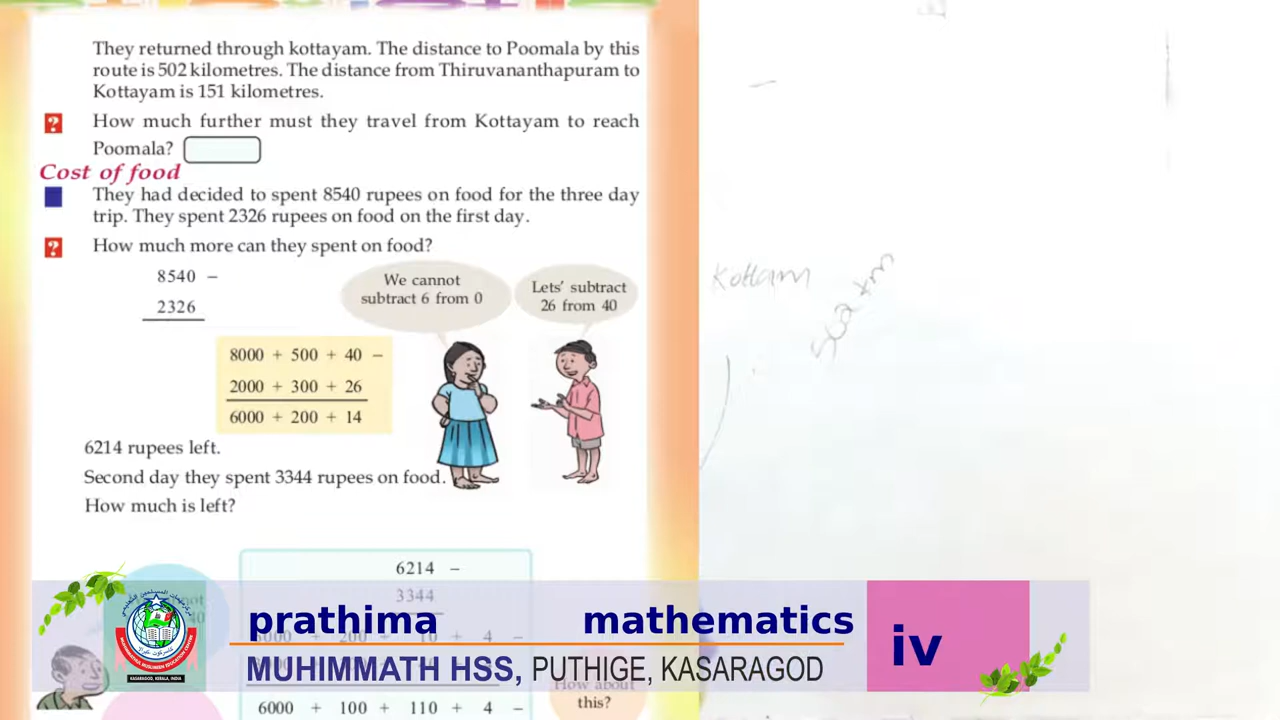 They returned through kottayam. The distance to Poomala by this
route is 502 kilometres. The distance from Thiruvananthapuram to
Kottayam is 151 kilometres.
? How much further must they travel from Kottayam to reach
Poomala?
Cost of food
They had decided to spent 8540 rupees on food for the three day
trip. They spent 2326 rupees on food on the first day.
? How much more can they spent on food?
8540 −
2326
We cannot
subtract 6 from 0
Lets' subtract
26 from 40
8000 + 500 + 40 −
2000 + 300 + 26
6000 + 200 + 14
6214 rupees left.
Second day they spent 3344 rupees on food.
How much is left?
6214 −
3344
6000 + 100 + 110 + 4 −
How about
this?
Kottam
502 km
prathima mathematics
iv
MUHIMMATH HSS, PUTHIGE, KASARAGOD
KASARAGOD, KERALA, INDIA